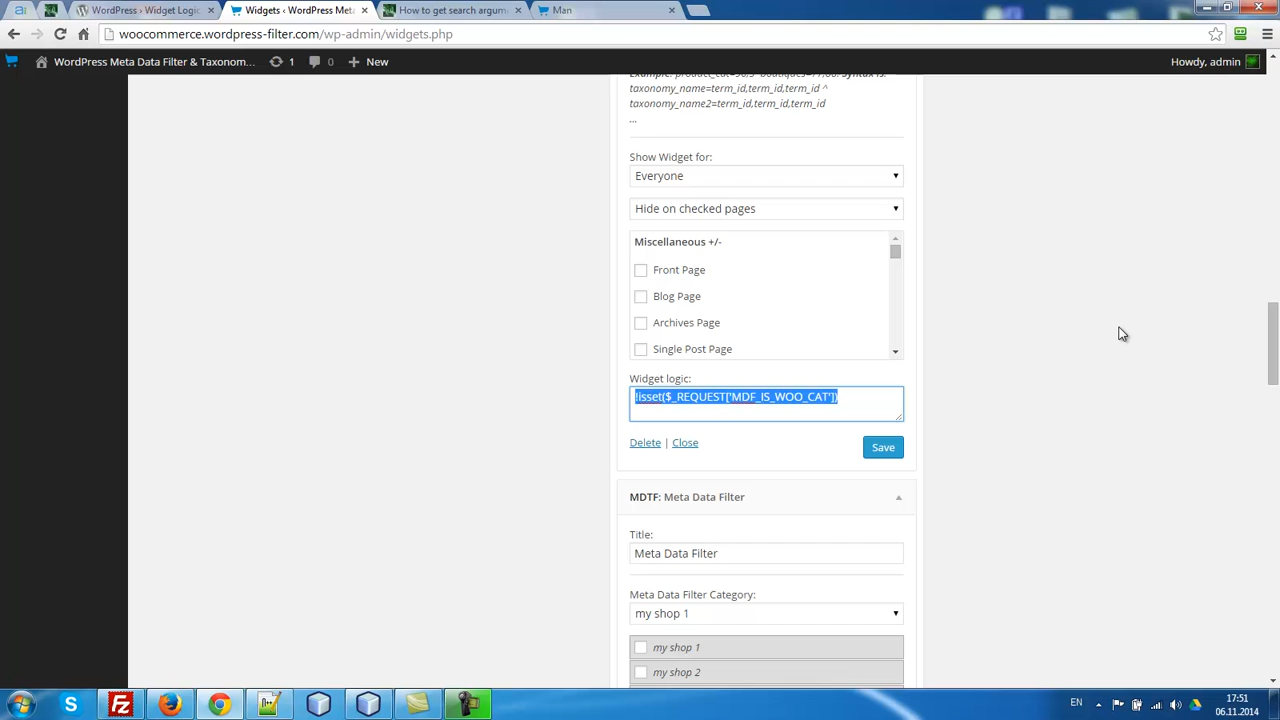 WordPress › Widget Logic
Widgets ‹ WordPress Met
How to get search argum
Man
woocommerce.wordpress-filter.com/wp-admin/widgets.php
WordPress Meta Data Filter & Taxonom... 1 0 New Howdy, admin
taxonomy_name=term_id,term_id,term_id ^
taxonomy_name2=term_id,term_id,term_id
...
Show Widget for:
Everyone
Hide on checked pages
Miscellaneous +/-
Front Page
Blog Page
Archives Page
Single Post Page
Widget logic:
!isset($_REQUEST['MDF_IS_WOO_CAT'])
Delete | Close
Save
MDTF: Meta Data Filter
Title:
Meta Data Filter
Meta Data Filter Category:
my shop 1
my shop 1
my shop 2
EN
17:51
06.11.2014